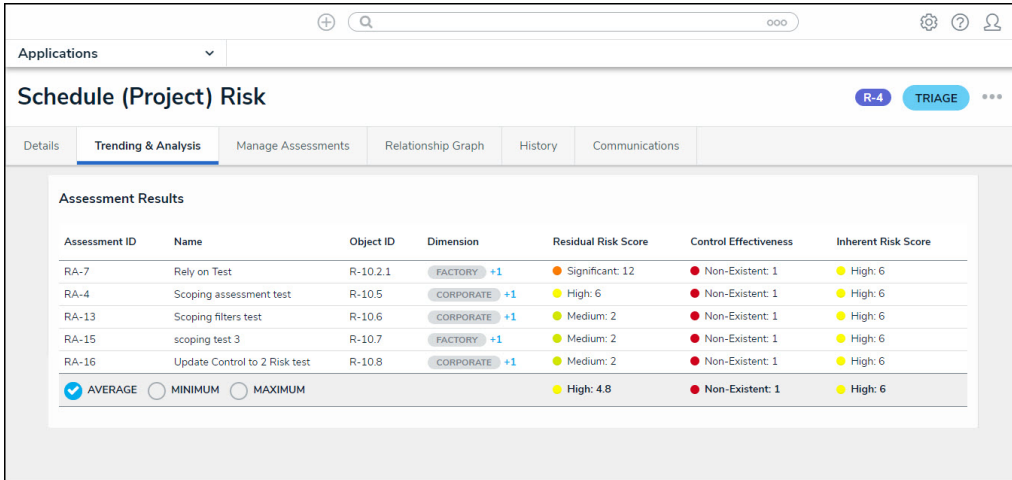 Applications
Schedule (Project) Risk R-4 TRIAGE
Details Trending & Analysis Manage Assessments Relationship Graph History Communications
Assessment Results
Assessment ID Name Object ID Dimension Residual Risk Score Control Effectiveness Inherent Risk Score
RA-7 Rely on Test R-10.2.1 FACTORY +1 Significant: 12 Non-Existent: 1 High: 6
RA-4 Scoping assessment test R-10.5 CORPORATE +1 High: 6 Non-Existent: 1 High: 6
RA-13 Scoping filters test R-10.6 CORPORATE +1 Medium: 2 Non-Existent: 1 High: 6
RA-15 scoping test 3 R-10.7 FACTORY +1 Medium: 2 Non-Existent: 1 High: 6
RA-16 Update Control to 2 Risk test R-10.8 CORPORATE +1 Medium: 2 Non-Existent: 1 High: 6
AVERAGE MINIMUM MAXIMUM High: 4.8 Non-Existent: 1 High: 6